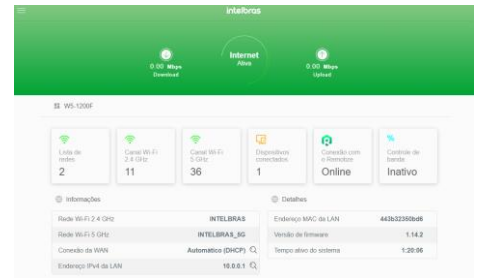 intelbras
Internet
Ativa
0.00 Mbps
Download
0.00 Mbps
Upload
W5-1200F
Lista de redes
2
Canal Wi-Fi 2.4 GHz
11
Canal Wi-Fi 5 GHz
36
Dispositivos conectados
1
Conexão com o Remotize
Online
Controle de banda
Inativo
Informações
Rede Wi-Fi 2.4 GHz INTELBRAS
Rede Wi-Fi 5 GHz INTELBRAS_5G
Conexão da WAN Automático (DHCP)
Endereço IPv4 da LAN 10.0.0.1
Detalhes
Endereço MAC da LAN 443b32350bd6
Versão de firmware 1.14.2
Tempo ativo do sistema 1:20:06